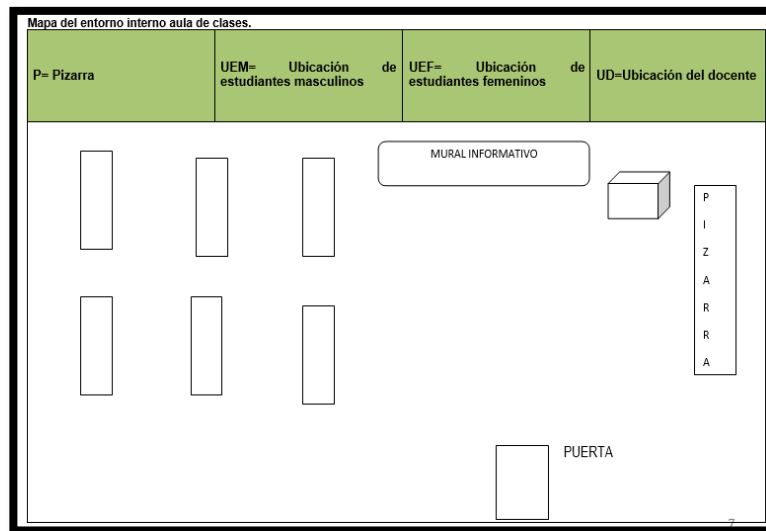 Mapa del entorno interno aula de clases.
P= Pizarra
UEM= Ubicación de
estudiantes masculinos
UEF= Ubicación de
estudiantes femeninos
UD=Ubicación del docente
MURAL INFORMATIVO
P
I
Z
A
R
R
A
PUERTA
7